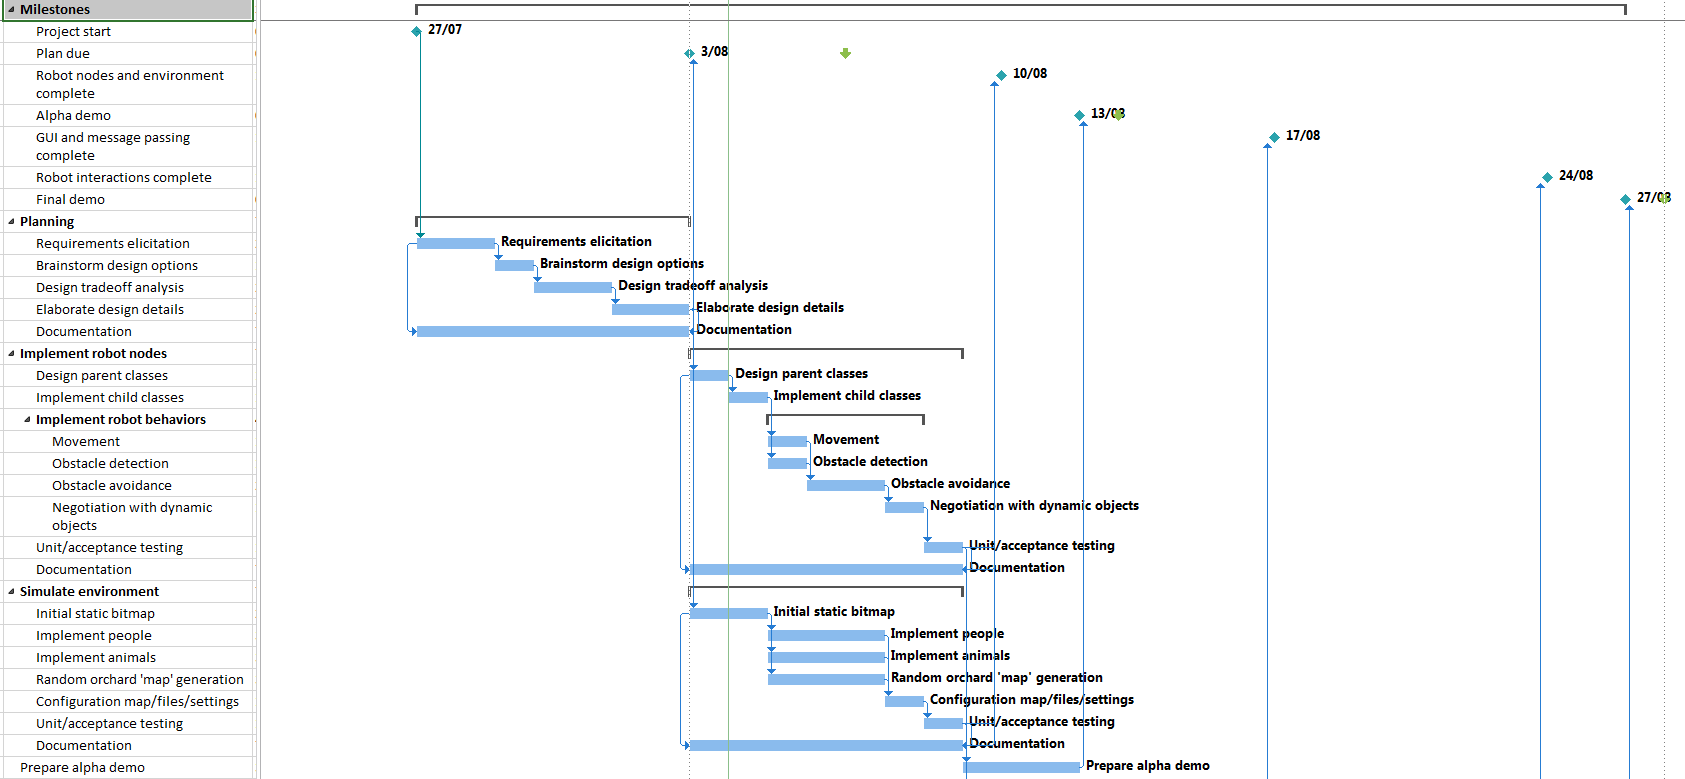 Milestones
27/07
Project start
Plan due
3/08
Robot nodes and environment
complete
10/08
Alpha demo
13/08
GUI and message passing
complete
17/08
Robot interactions complete
24/08
Final demo
27/08
Planning
Requirements elicitation
Requirements elicitation
Brainstorm design options
Brainstorm design options
Design tradeoff analysis
Design tradeoff analysis
Elaborate design details
Elaborate design details
Documentation
Documentation
Implement robot nodes
Design parent classes
Design parent classes
Implement child classes
Implement child classes
Implement robot behaviors
Movement
Movement
Obstacle detection
Obstacle detection
Obstacle avoidance
Obstacle avoidance
Negotiation with dynamic
objects
Negotiation with dynamic objects
Unit/acceptance testing
Unit/acceptance testing
Documentation
Documentation
Simulate environment
Initial static bitmap
Initial static bitmap
Implement people
Implement people
Implement animals
Implement animals
Random orchard 'map' generation
Random orchard 'map' generation
Configuration map/files/settings
Configuration map/files/settings
Unit/acceptance testing
Unit/acceptance testing
Documentation
Documentation
Prepare alpha demo
Prepare alpha demo